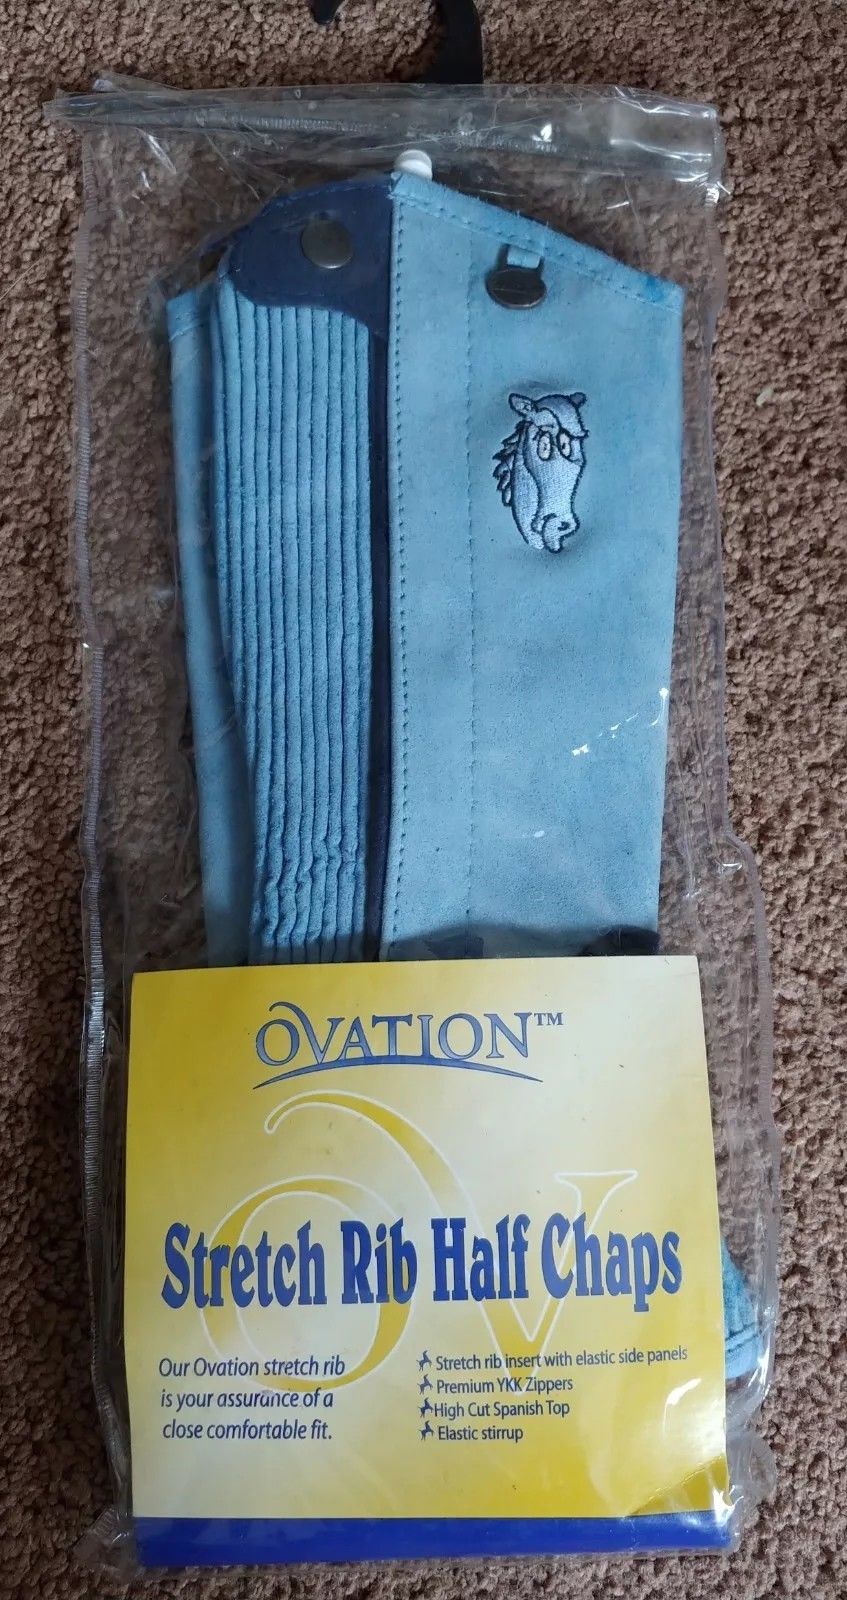 OVATION™
Stretch Rib Half Chaps
Our Ovation stretch rib
is your assurance of a
close comfortable fit.
Stretch rib insert with elastic side panels
Premium YKK Zippers
High Cut Spanish Top
Elastic stirrup